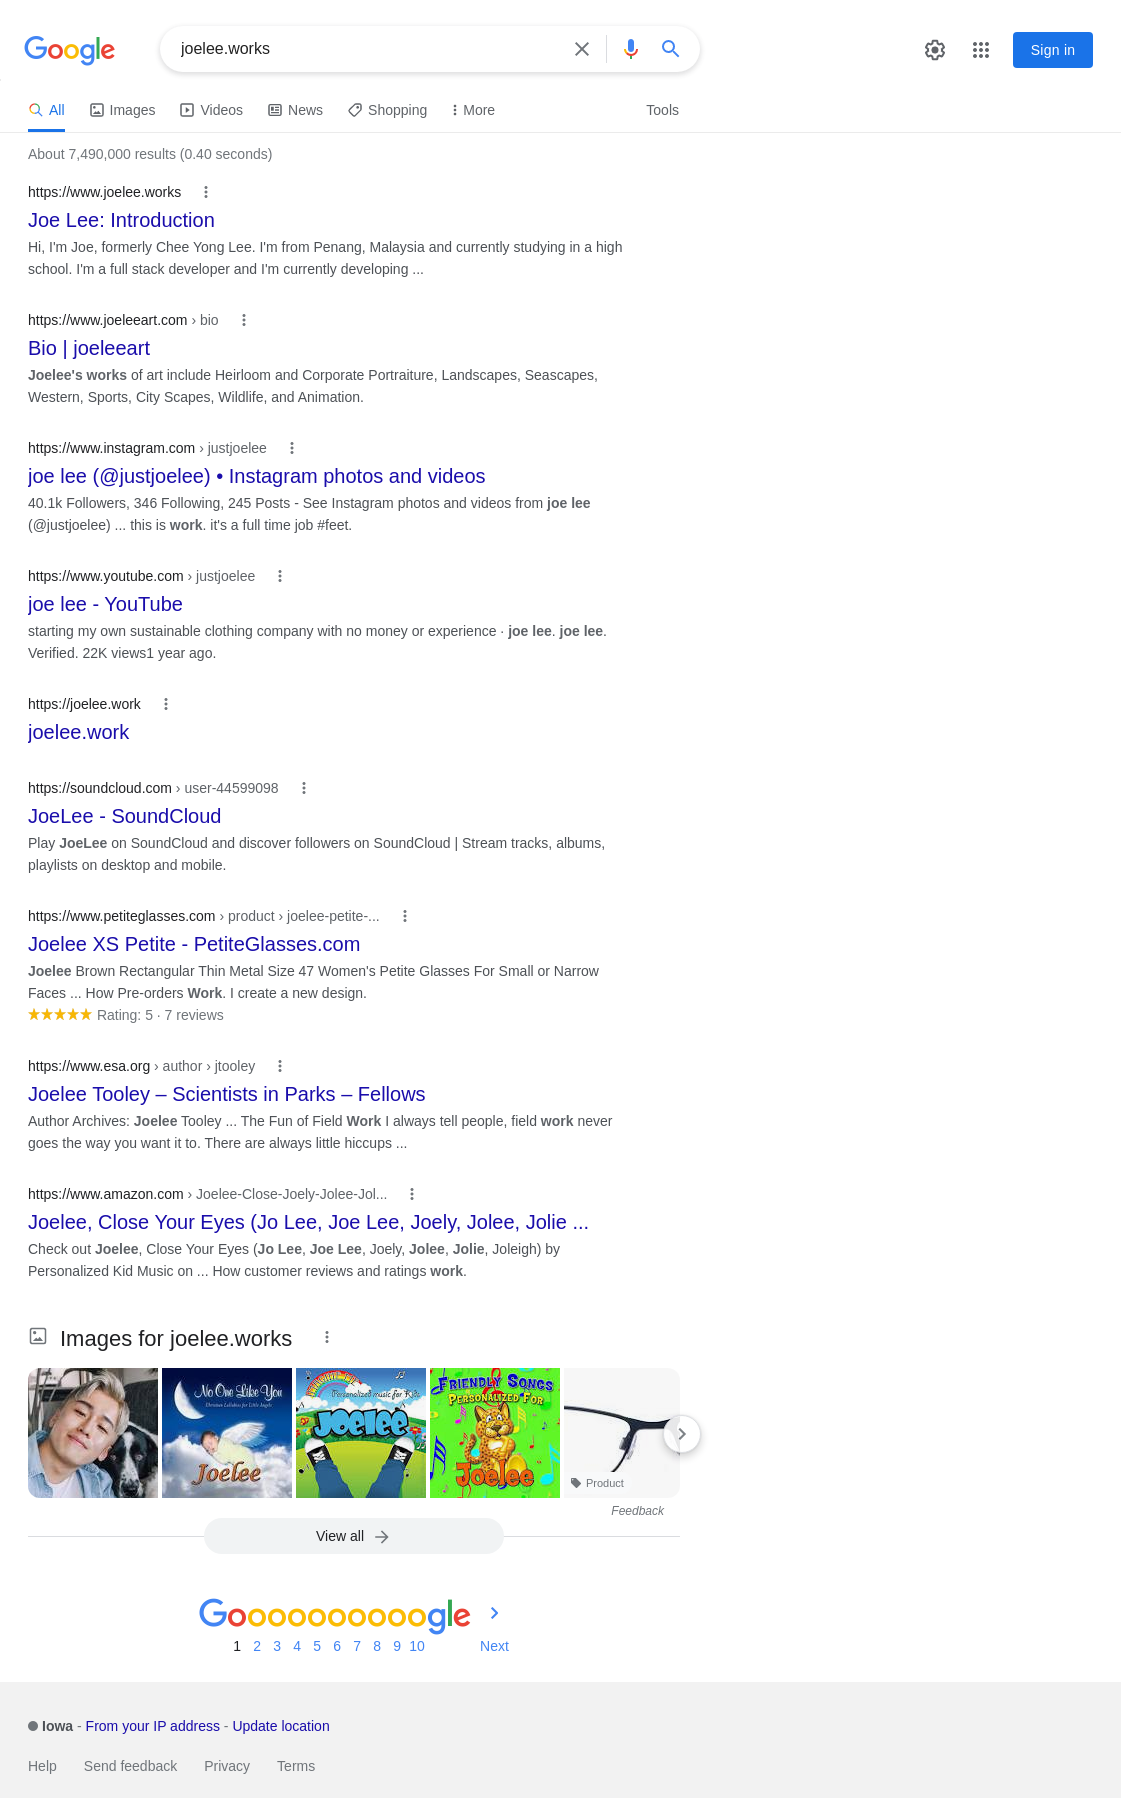 Google
joelee.works
Sign in
All
Images
Videos
News
Shopping
More
Tools
About 7,490,000 results (0.40 seconds)
https://www.joelee.works
Joe Lee: Introduction
Hi, I'm Joe, formerly Chee Yong Lee. I'm from Penang, Malaysia and currently studying in a high
school. I'm a full stack developer and I'm currently developing ...
https://www.joeleeart.com › bio
Bio | joeleeart
Joelee's works of art include Heirloom and Corporate Portraiture, Landscapes, Seascapes,
Western, Sports, City Scapes, Wildlife, and Animation.
https://www.instagram.com › justjoelee
joe lee (@justjoelee) • Instagram photos and videos
40.1k Followers, 346 Following, 245 Posts - See Instagram photos and videos from joe lee
(@justjoelee) ... this is work. it's a full time job #feet.
https://www.youtube.com › justjoelee
joe lee - YouTube
starting my own sustainable clothing company with no money or experience · joe lee. joe lee.
Verified. 22K views1 year ago.
https://joelee.work
joelee.work
https://soundcloud.com › user-44599098
JoeLee - SoundCloud
Play JoeLee on SoundCloud and discover followers on SoundCloud | Stream tracks, albums,
playlists on desktop and mobile.
https://www.petiteglasses.com › product › joelee-petite-...
Joelee XS Petite - PetiteGlasses.com
Joelee Brown Rectangular Thin Metal Size 47 Women's Petite Glasses For Small or Narrow
Faces ... How Pre-orders Work. I create a new design.
Rating: 5 · 7 reviews
https://www.esa.org › author › jtooley
Joelee Tooley – Scientists in Parks – Fellows
Author Archives: Joelee Tooley ... The Fun of Field Work I always tell people, field work never
goes the way you want it to. There are always little hiccups ...
https://www.amazon.com › Joelee-Close-Joely-Jolee-Jol...
Joelee, Close Your Eyes (Jo Lee, Joe Lee, Joely, Jolee, Jolie ...
Check out Joelee, Close Your Eyes (Jo Lee, Joe Lee, Joely, Jolee, Jolie, Joleigh) by
Personalized Kid Music on ... How customer reviews and ratings work.
Images for joelee.works
No One Like You
Christian Lullabies for Little Angels
Joelee
Personalized music for Kids
Joelee
FRIENDLY SONGS
PERSONALIZED FOR
Joelee
Product
Feedback
View all
Goooooooooogle
1 2 3 4 5 6 7 8 9 10 Next
Iowa - From your IP address - Update location
Help Send feedback Privacy Terms